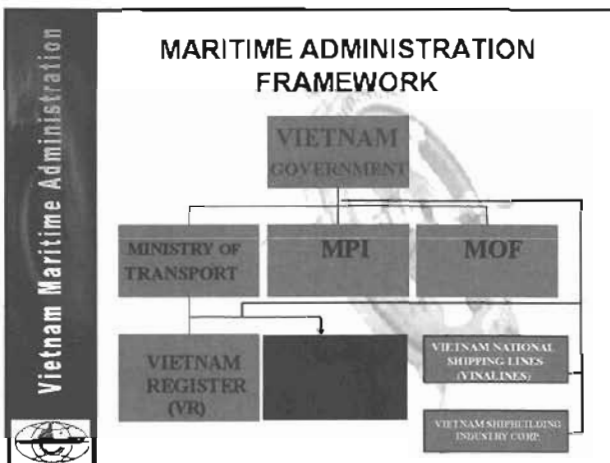 Vietnam Maritime Administration
MARITIME ADMINISTRATION
FRAMEWORK
VIETNAM
GOVERNMENT
MINISTRY OF
TRANSPORT
MPI
MOF
VIETNAM
REGISTER
(VR)
VIETNAM NATIONAL
SHIPPING LINES
(VINALINES)
VIETNAM SHIPBUILDING
INDUSTRY CORP.